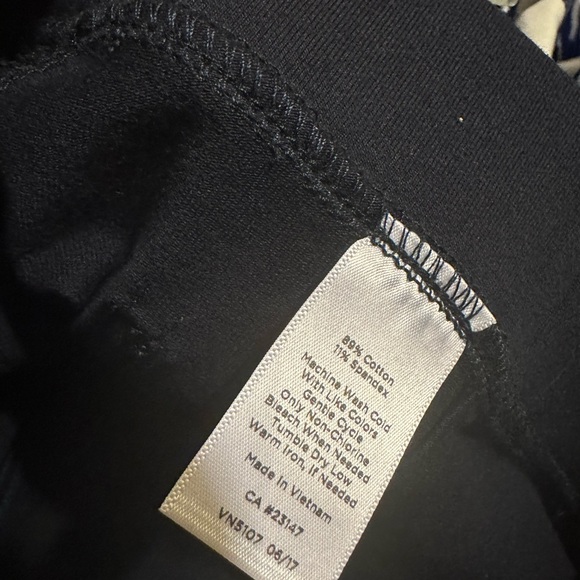 89% Cotton
11% Spandex
Machine Wash Cold
With Like Colors
Gentle Cycle
Only Non-Chlorine
Bleach When Needed
Tumble Dry Low
Warm Iron, If Needed
Made In Vietnam
CA #23147
VN5107 06/17